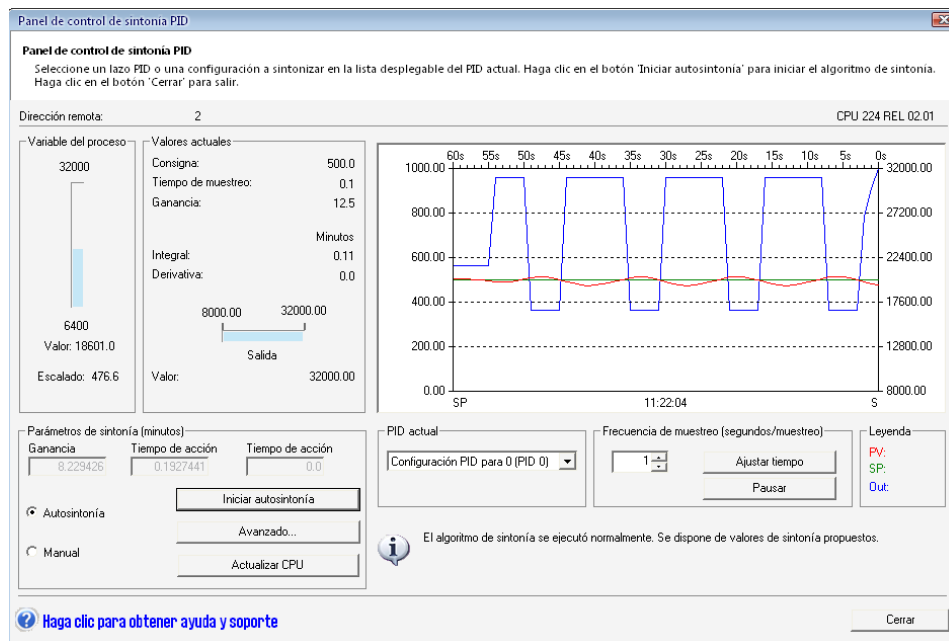 Panel de control de sintonía PID
Panel de control de sintonía PID
Seleccione un lazo PID o una configuración a sintonizar en la lista desplegable del PID actual. Haga clic en el botón 'Iniciar autosintonía' para iniciar el algoritmo de sintonía.
Haga clic en el botón 'Cerrar' para salir.
Dirección remota: 2 CPU 224 REL 02.01
Variable del proceso
32000
6400
Valor: 18601.0
Escalado: 476.6
Valores actuales
Consigna: 500.0
Tiempo de muestreo: 0.1
Ganancia: 12.5
Minutos
Integral: 0.11
Derivativa: 0.0
8000.00 32000.00
Salida
Valor: 32000.00
60s 55s 50s 45s 40s 35s 30s 25s 20s 15s 10s 5s 0s
1000.00 32000.00
800.00 27200.00
600.00 22400.00
400.00 17600.00
200.00 12800.00
0.00 8000.00
SP 11:22:04 S
Parámetros de sintonía (minutos)
Ganancia Tiempo de acción Tiempo de acción
8.229426 0.1927441 0.0
Iniciar autosintonía
Autosintonía
Avanzado...
Manual
Actualizar CPU
PID actual
Configuración PID para 0 (PID 0)
Frecuencia de muestreo (segundos/muestreo)
1 Ajustar tiempo
Pausar
Leyenda
PV:
SP:
Out:
El algoritmo de sintonía se ejecutó normalmente. Se dispone de valores de sintonía propuestos.
Haga clic para obtener ayuda y soporte
Cerrar